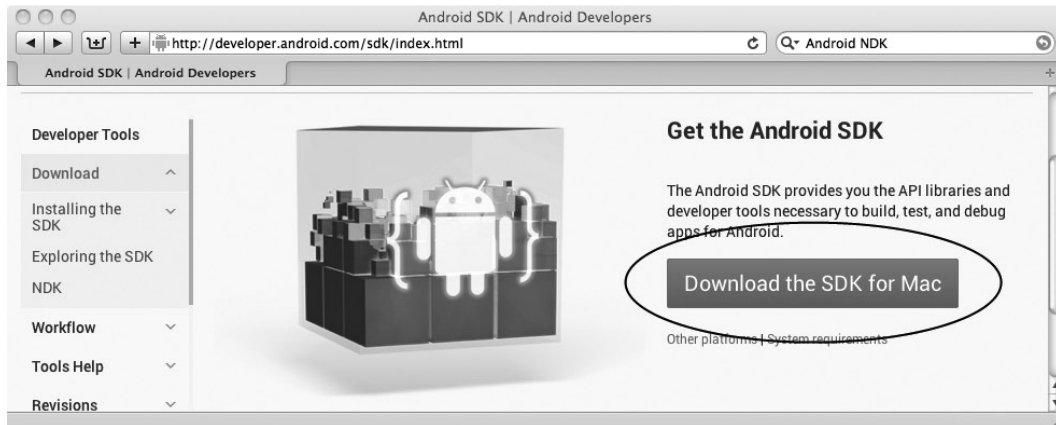 Android SDK | Android Developers
http://developer.android.com/sdk/index.html
Android NDK
Android SDK | Android Developers
Developer Tools
Download
Installing the
SDK
Exploring the SDK
NDK
Workflow
Tools Help
Revisions
Get the Android SDK
The Android SDK provides you the API libraries and
developer tools necessary to build, test, and debug
apps for Android.
Download the SDK for Mac
Other platforms | System requirements